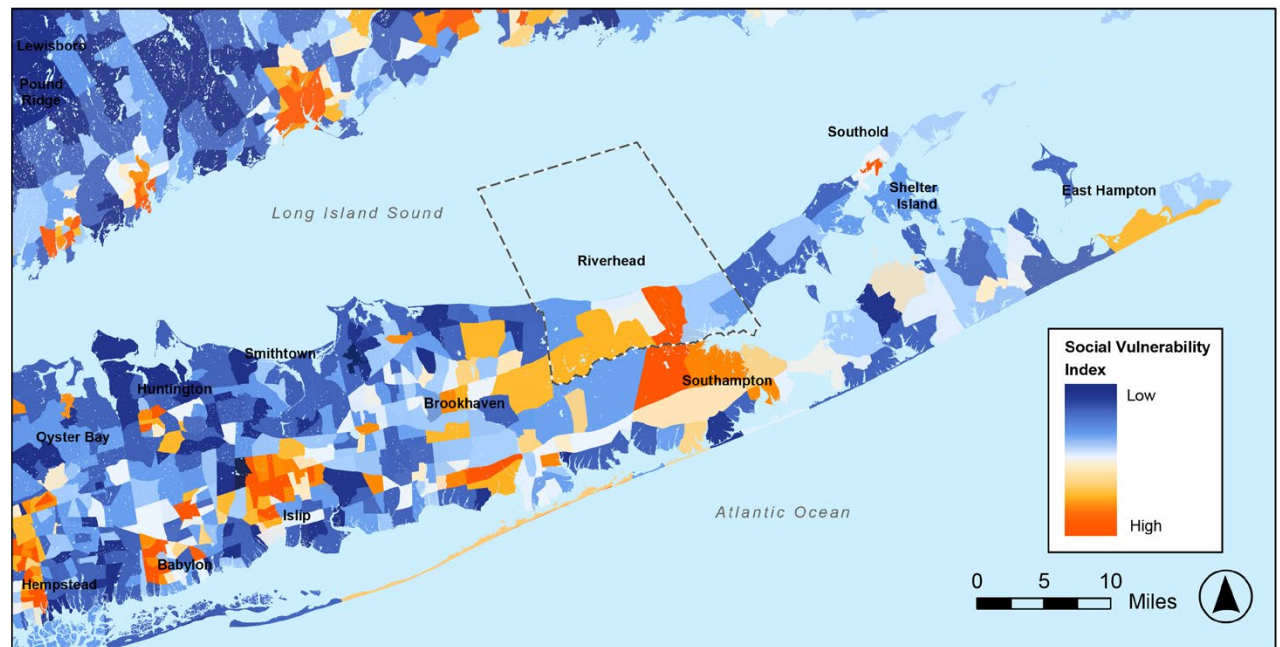 Lewisboro
Pound
Ridge
Southold
Shelter
Island
East Hampton
Long Island Sound
Riverhead
Smithtown
Huntington
Southampton
Brookhaven
Oyster Bay
Islip
Atlantic Ocean
Babylon
Hempstead
Social Vulnerability
Index
Low
High
0 5 10
Miles